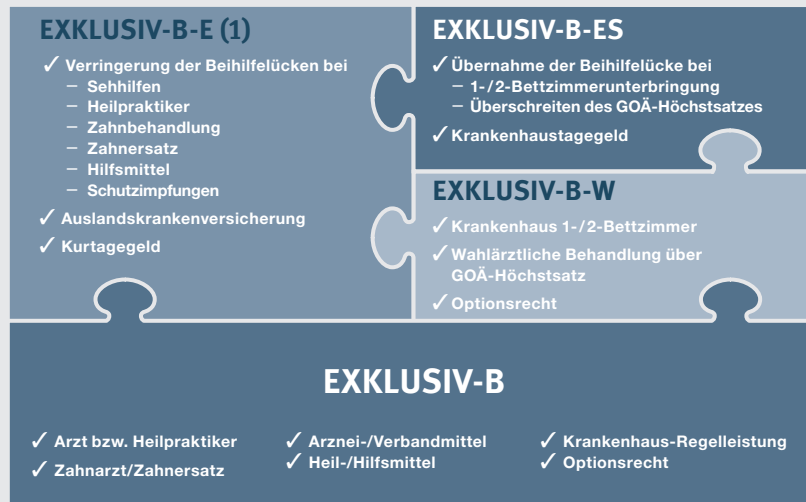 EXKLUSIV-B-E (1)
✓ Verringerung der Beihilfelücken bei
– Sehhilfen
– Heilpraktiker
– Zahnbehandlung
– Zahnersatz
– Hilfsmittel
– Schutzimpfungen
✓ Auslandskrankenversicherung
✓ Kurtagegeld
EXKLUSIV-B-ES
✓ Übernahme der Beihilfelücke bei
– 1-/2-Bettzimmerunterbringung
– Überschreiten des GOÄ-Höchstsatzes
✓ Krankenhaustagegeld
EXKLUSIV-B-W
✓ Krankenhaus 1-/2-Bettzimmer
✓ Wahlärztliche Behandlung über
GOÄ-Höchstsatz
✓ Optionsrecht
EXKLUSIV-B
✓ Arzt bzw. Heilpraktiker
✓ Zahnarzt/Zahnersatz
✓ Arznei-/Verbandmittel
✓ Heil-/Hilfsmittel
✓ Krankenhaus-Regelleistung
✓ Optionsrecht